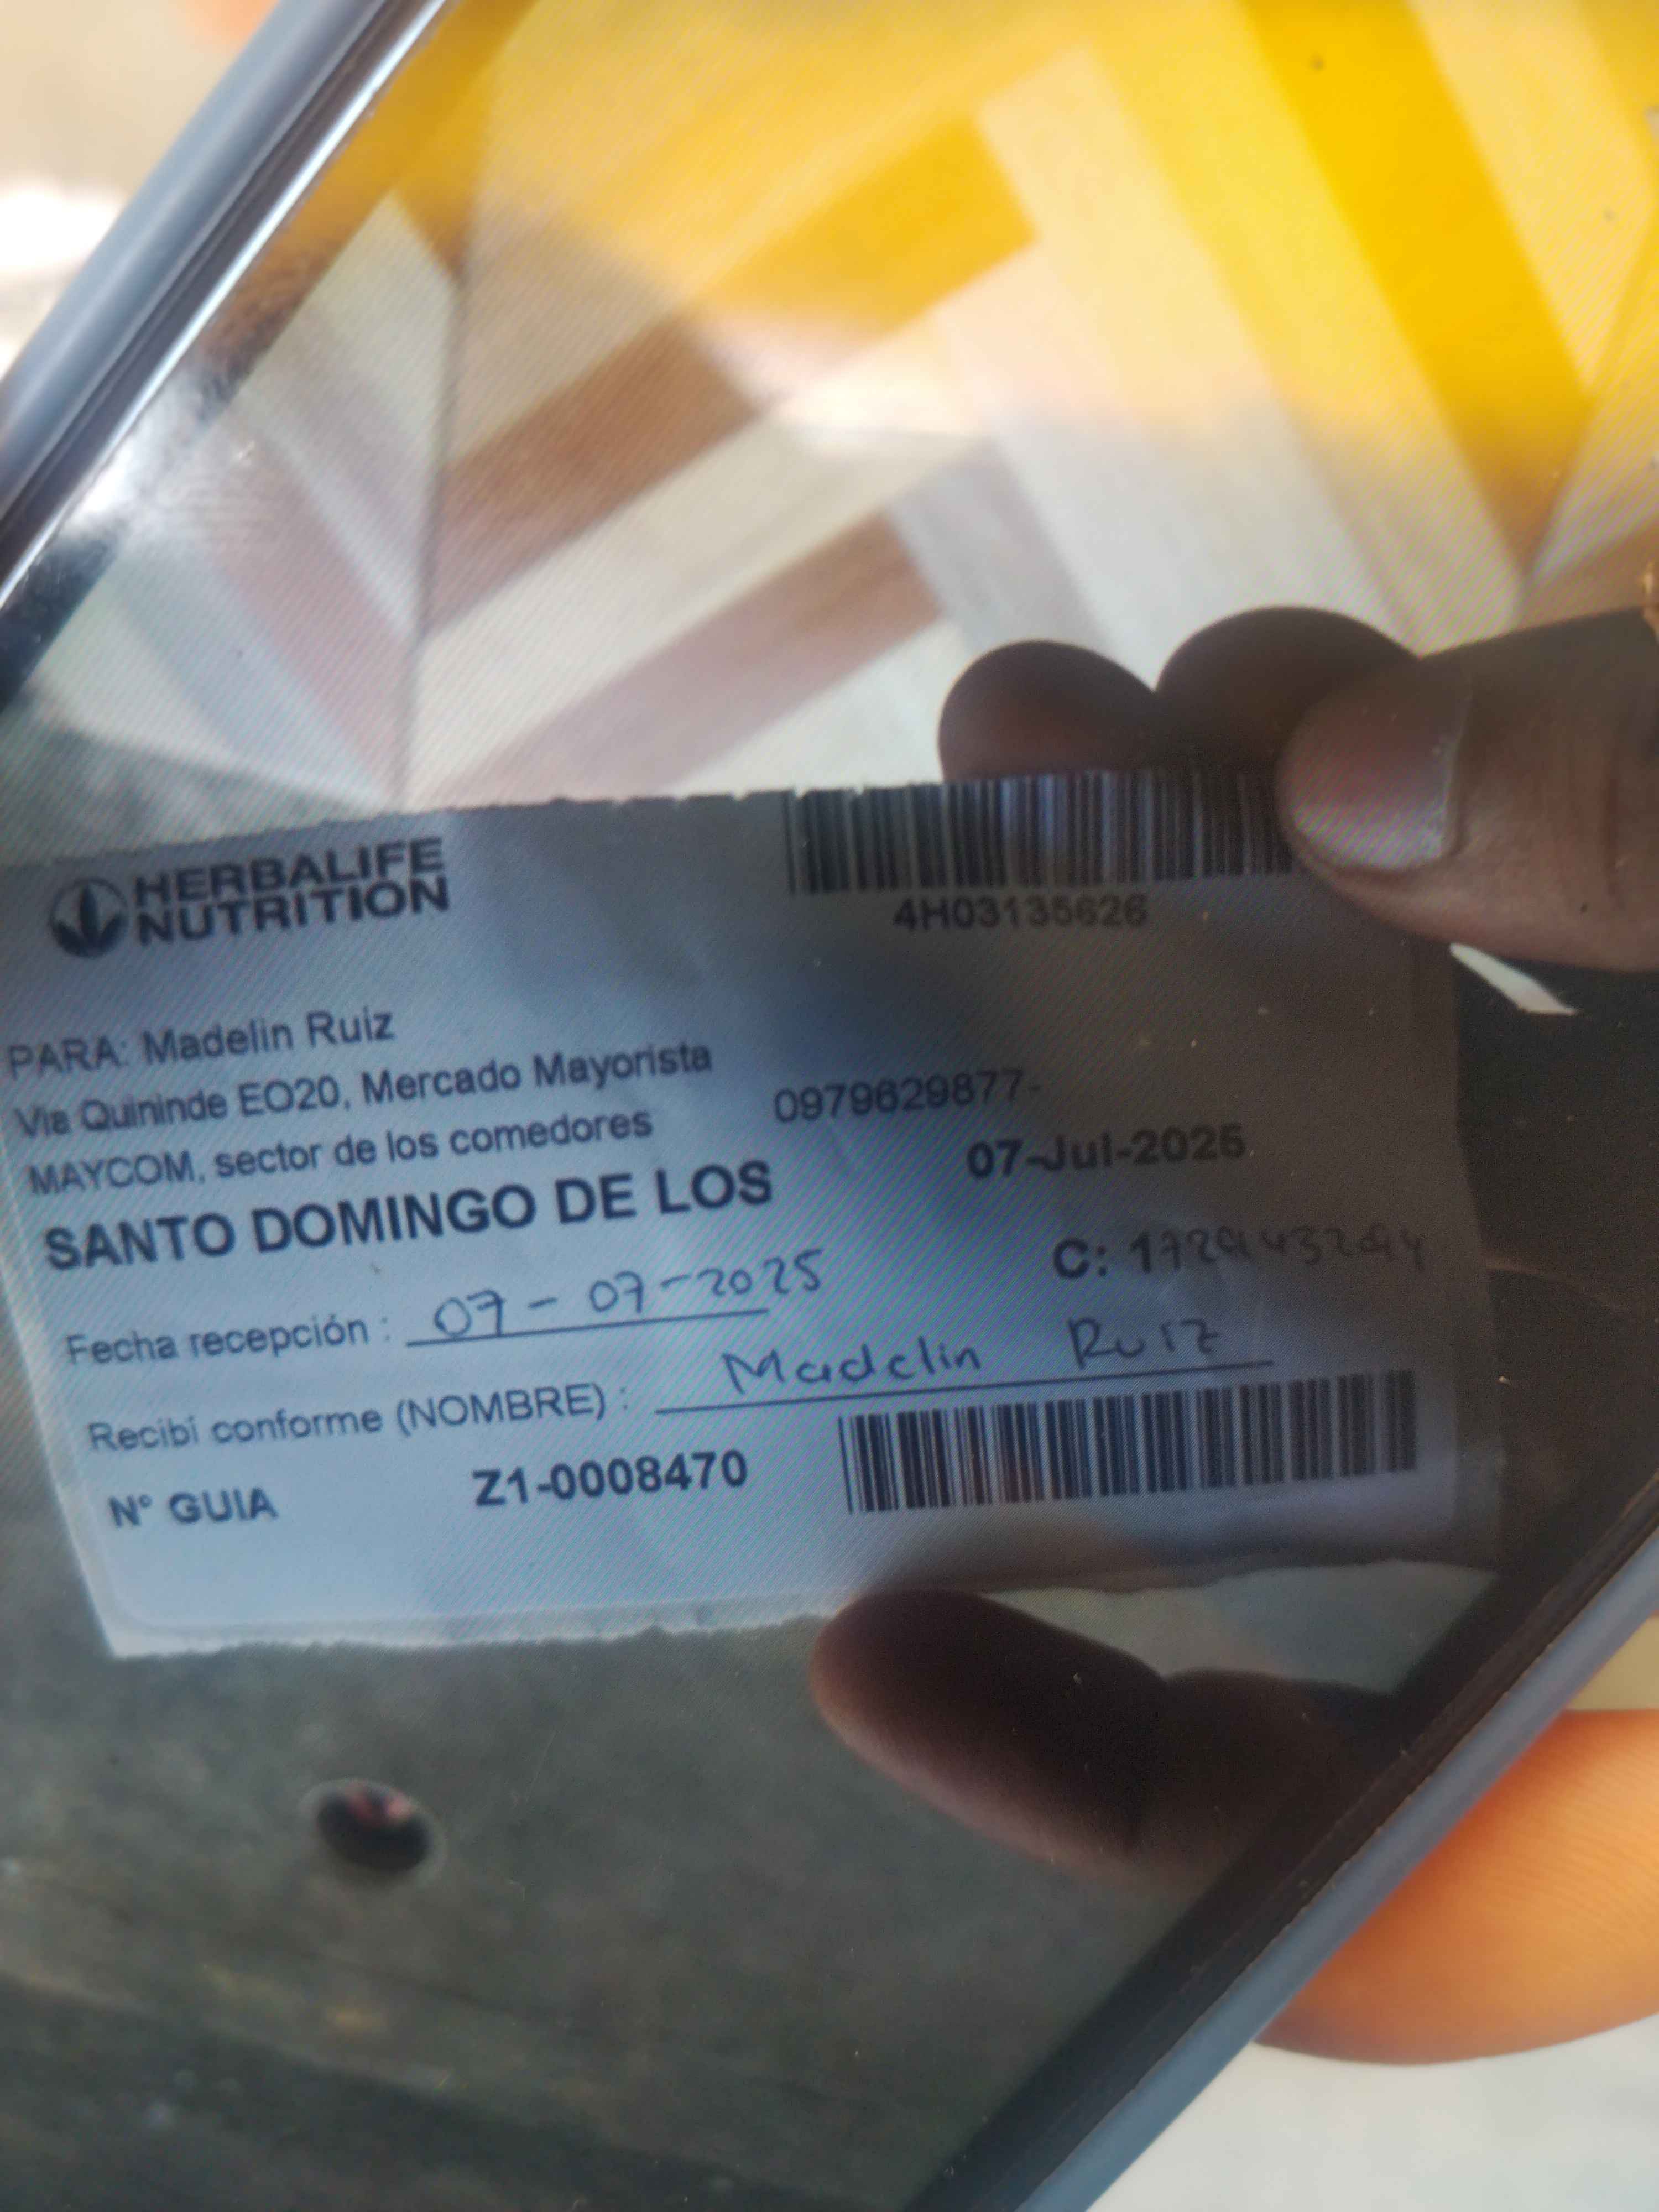 HERBALIFE
NUTRITION
4H03135626
PARA: Madelin Ruiz
Via Quininde EO20, Mercado Mayorista
MAYCOM, sector de los comedores
0979629877-
SANTO DOMINGO DE LOS
07-Jul-2025
Fecha recepción : 07-07-2025
C:
Recibí conforme (NOMBRE) : Madelin Ruiz
N° GUIA Z1-0008470